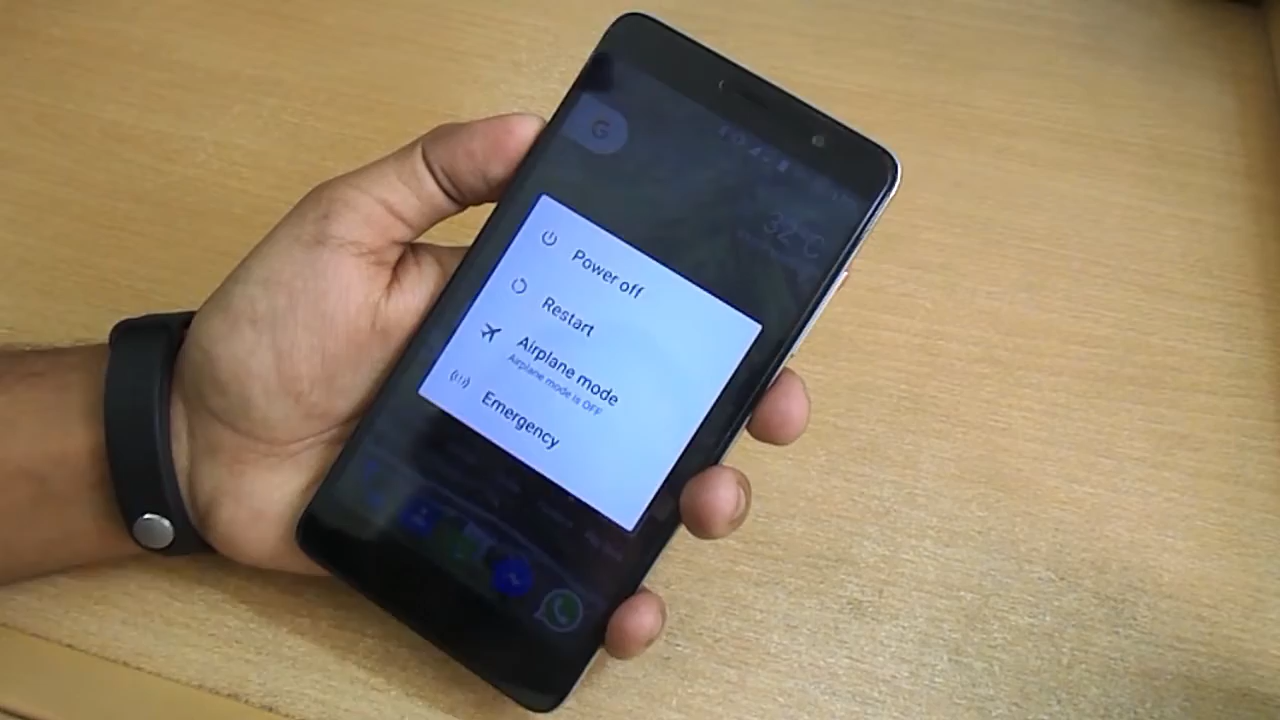 G
32°C
Power off
Restart
Airplane mode
Airplane mode is OFF
Emergency